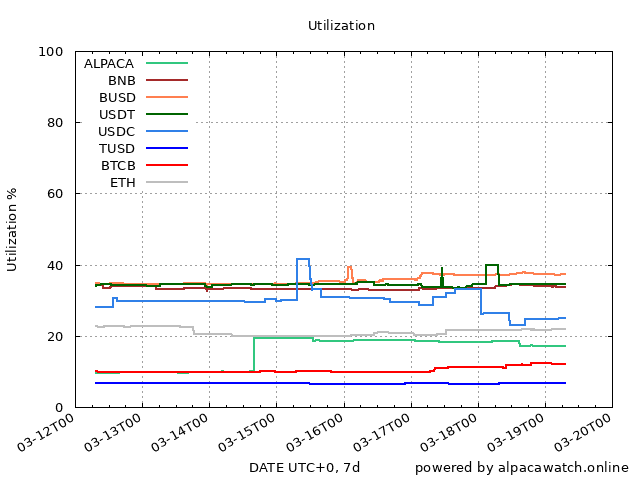 Utilization
100
80
60
40
20
0
Utilization %
ALPACA
BNB
BUSD
USDT
USDC
TUSD
BTCB
ETH
03-12T00
03-13T00
03-14T00
03-15T00
03-16T00
03-17T00
03-18T00
03-19T00
03-20T00
DATE UTC+0, 7d
powered by alpacawatch.online